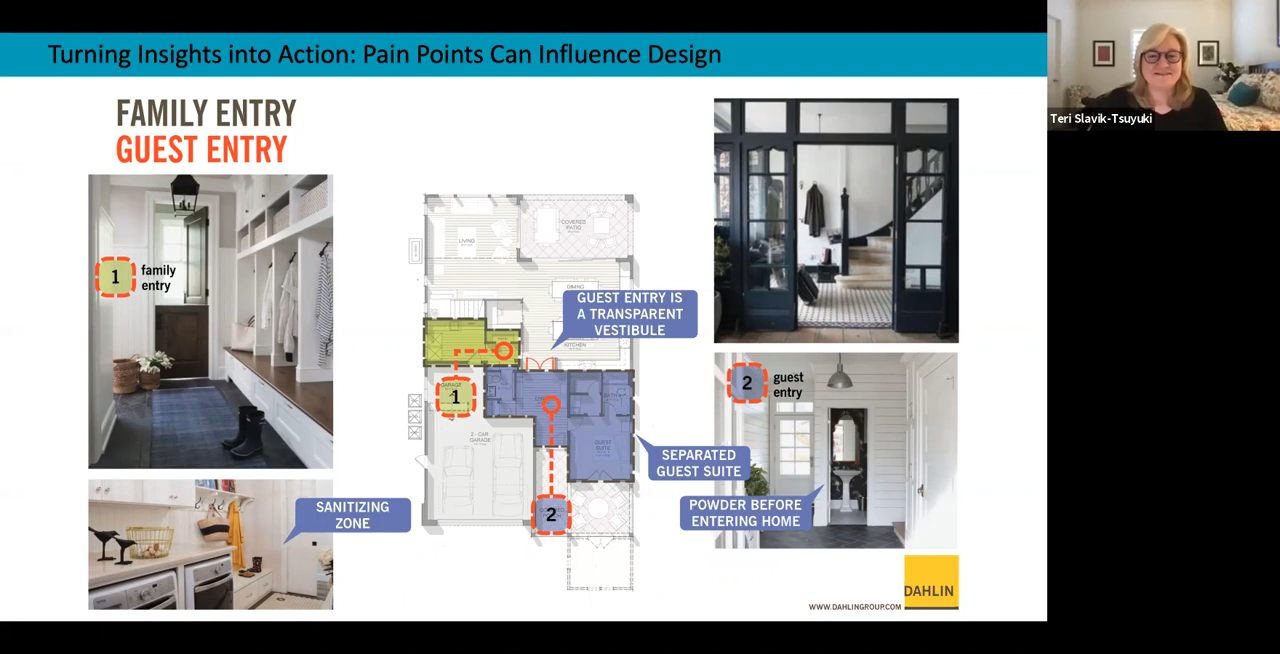 Turning Insights into Action: Pain Points Can Influence Design
Teri Slavik-Tsuyuki
FAMILY ENTRY
GUEST ENTRY
1
family
entry
SANITIZING
ZONE
LIVING
COVERED
PATIO
DINING
GUEST ENTRY IS
A TRANSPARENT
VESTIBULE
KITCHEN
GARAGE
1
2-CAR
GARAGE
GUEST
SUITE
SEPARATED
GUEST SUITE
2
2
guest
entry
POWDER BEFORE
ENTERING HOME
DAHLIN
WWW.DAHLINGROUP.COM